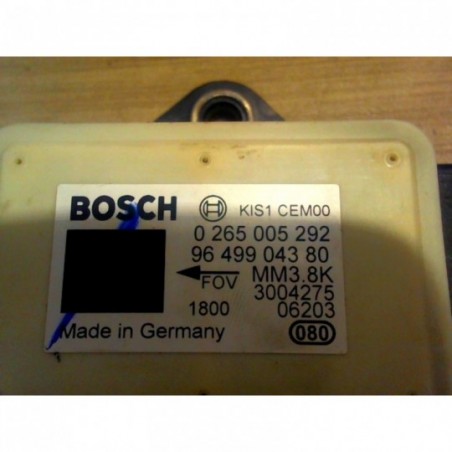 BOSCH KIS1 CEM00
0 265 005 292
96 499 043 80
FOV MM3.8K
3004275
1800 06203
Made in Germany 080